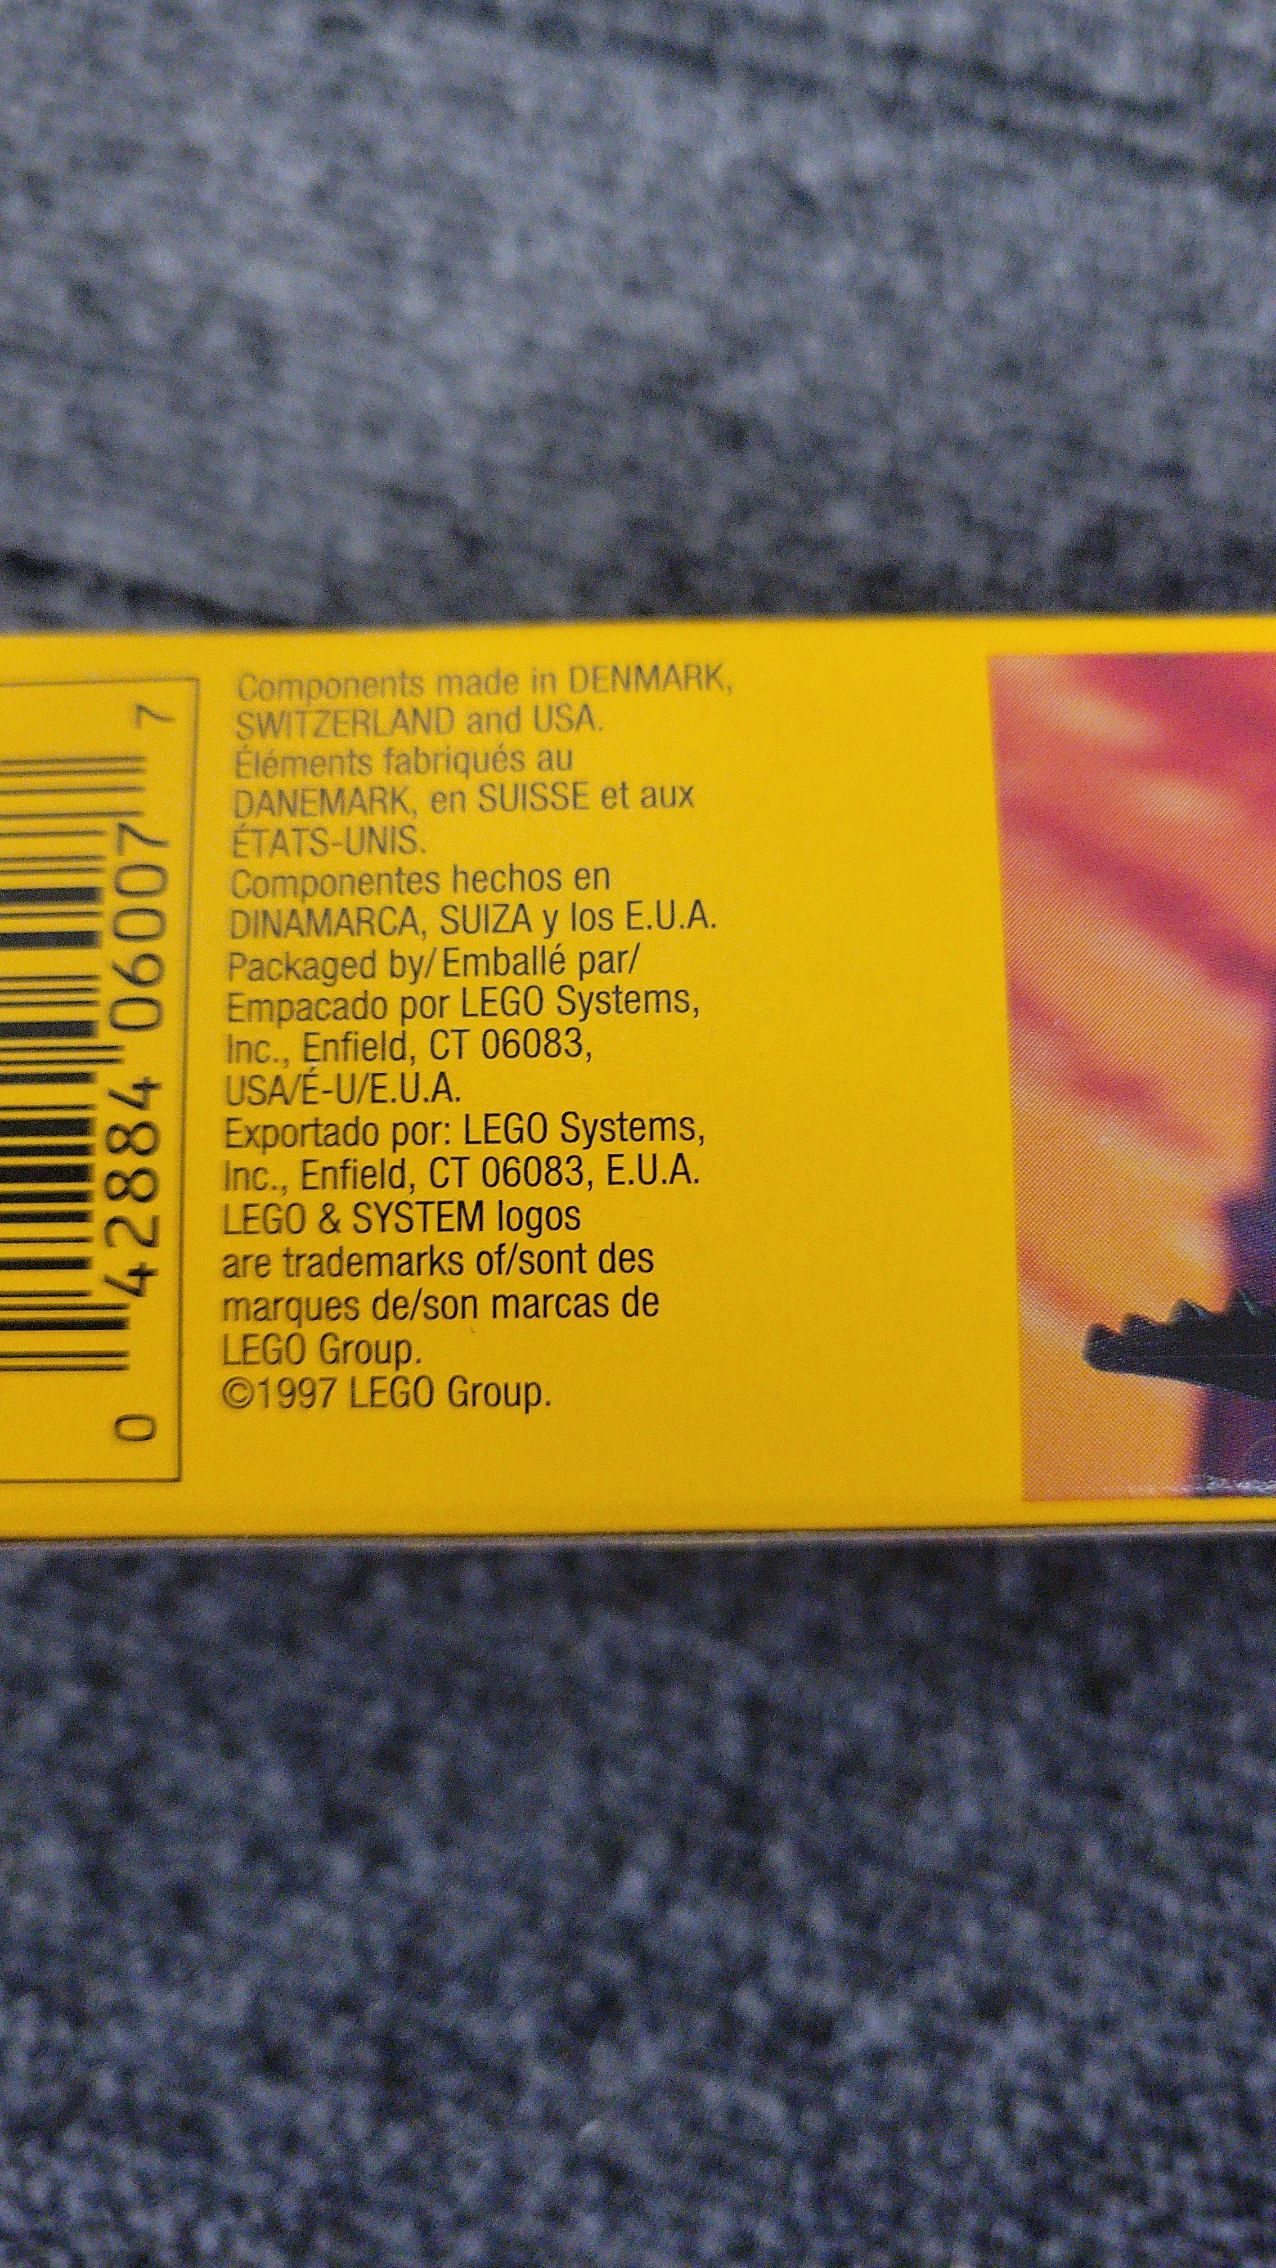 Components made in DENMARK,
SWITZERLAND and USA.
Éléments fabriqués au
DANEMARK, en SUISSE et aux
ÉTATS-UNIS.
Componentes hechos en
DINAMARCA, SUIZA y los E.U.A.
Packaged by/Emballé par/
Empacado por LEGO Systems,
Inc., Enfield, CT 06083,
USA/É-U/E.U.A.
Exportado por: LEGO Systems,
Inc., Enfield, CT 06083, E.U.A.
LEGO & SYSTEM logos
are trademarks of/sont des
marques de/son marcas de
LEGO Group.
©1997 LEGO Group.
0 42884 06007 7